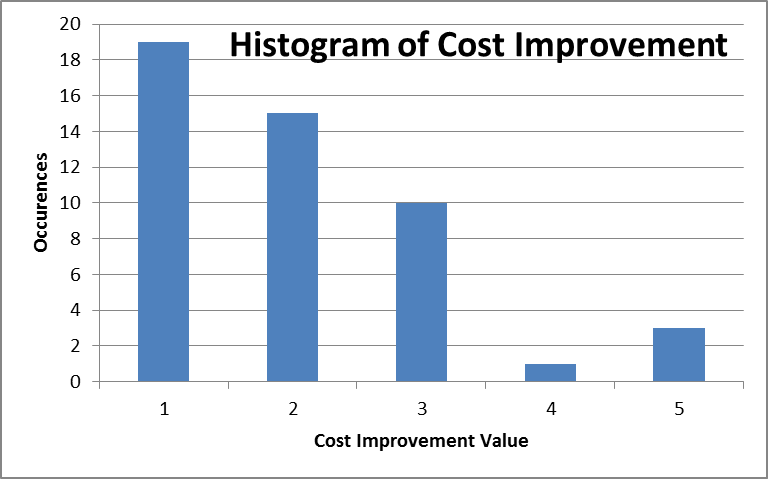 Histogram of Cost Improvement
Occurences
20
18
16
14
12
10
8
6
4
2
0
1 2 3 4 5
Cost Improvement Value